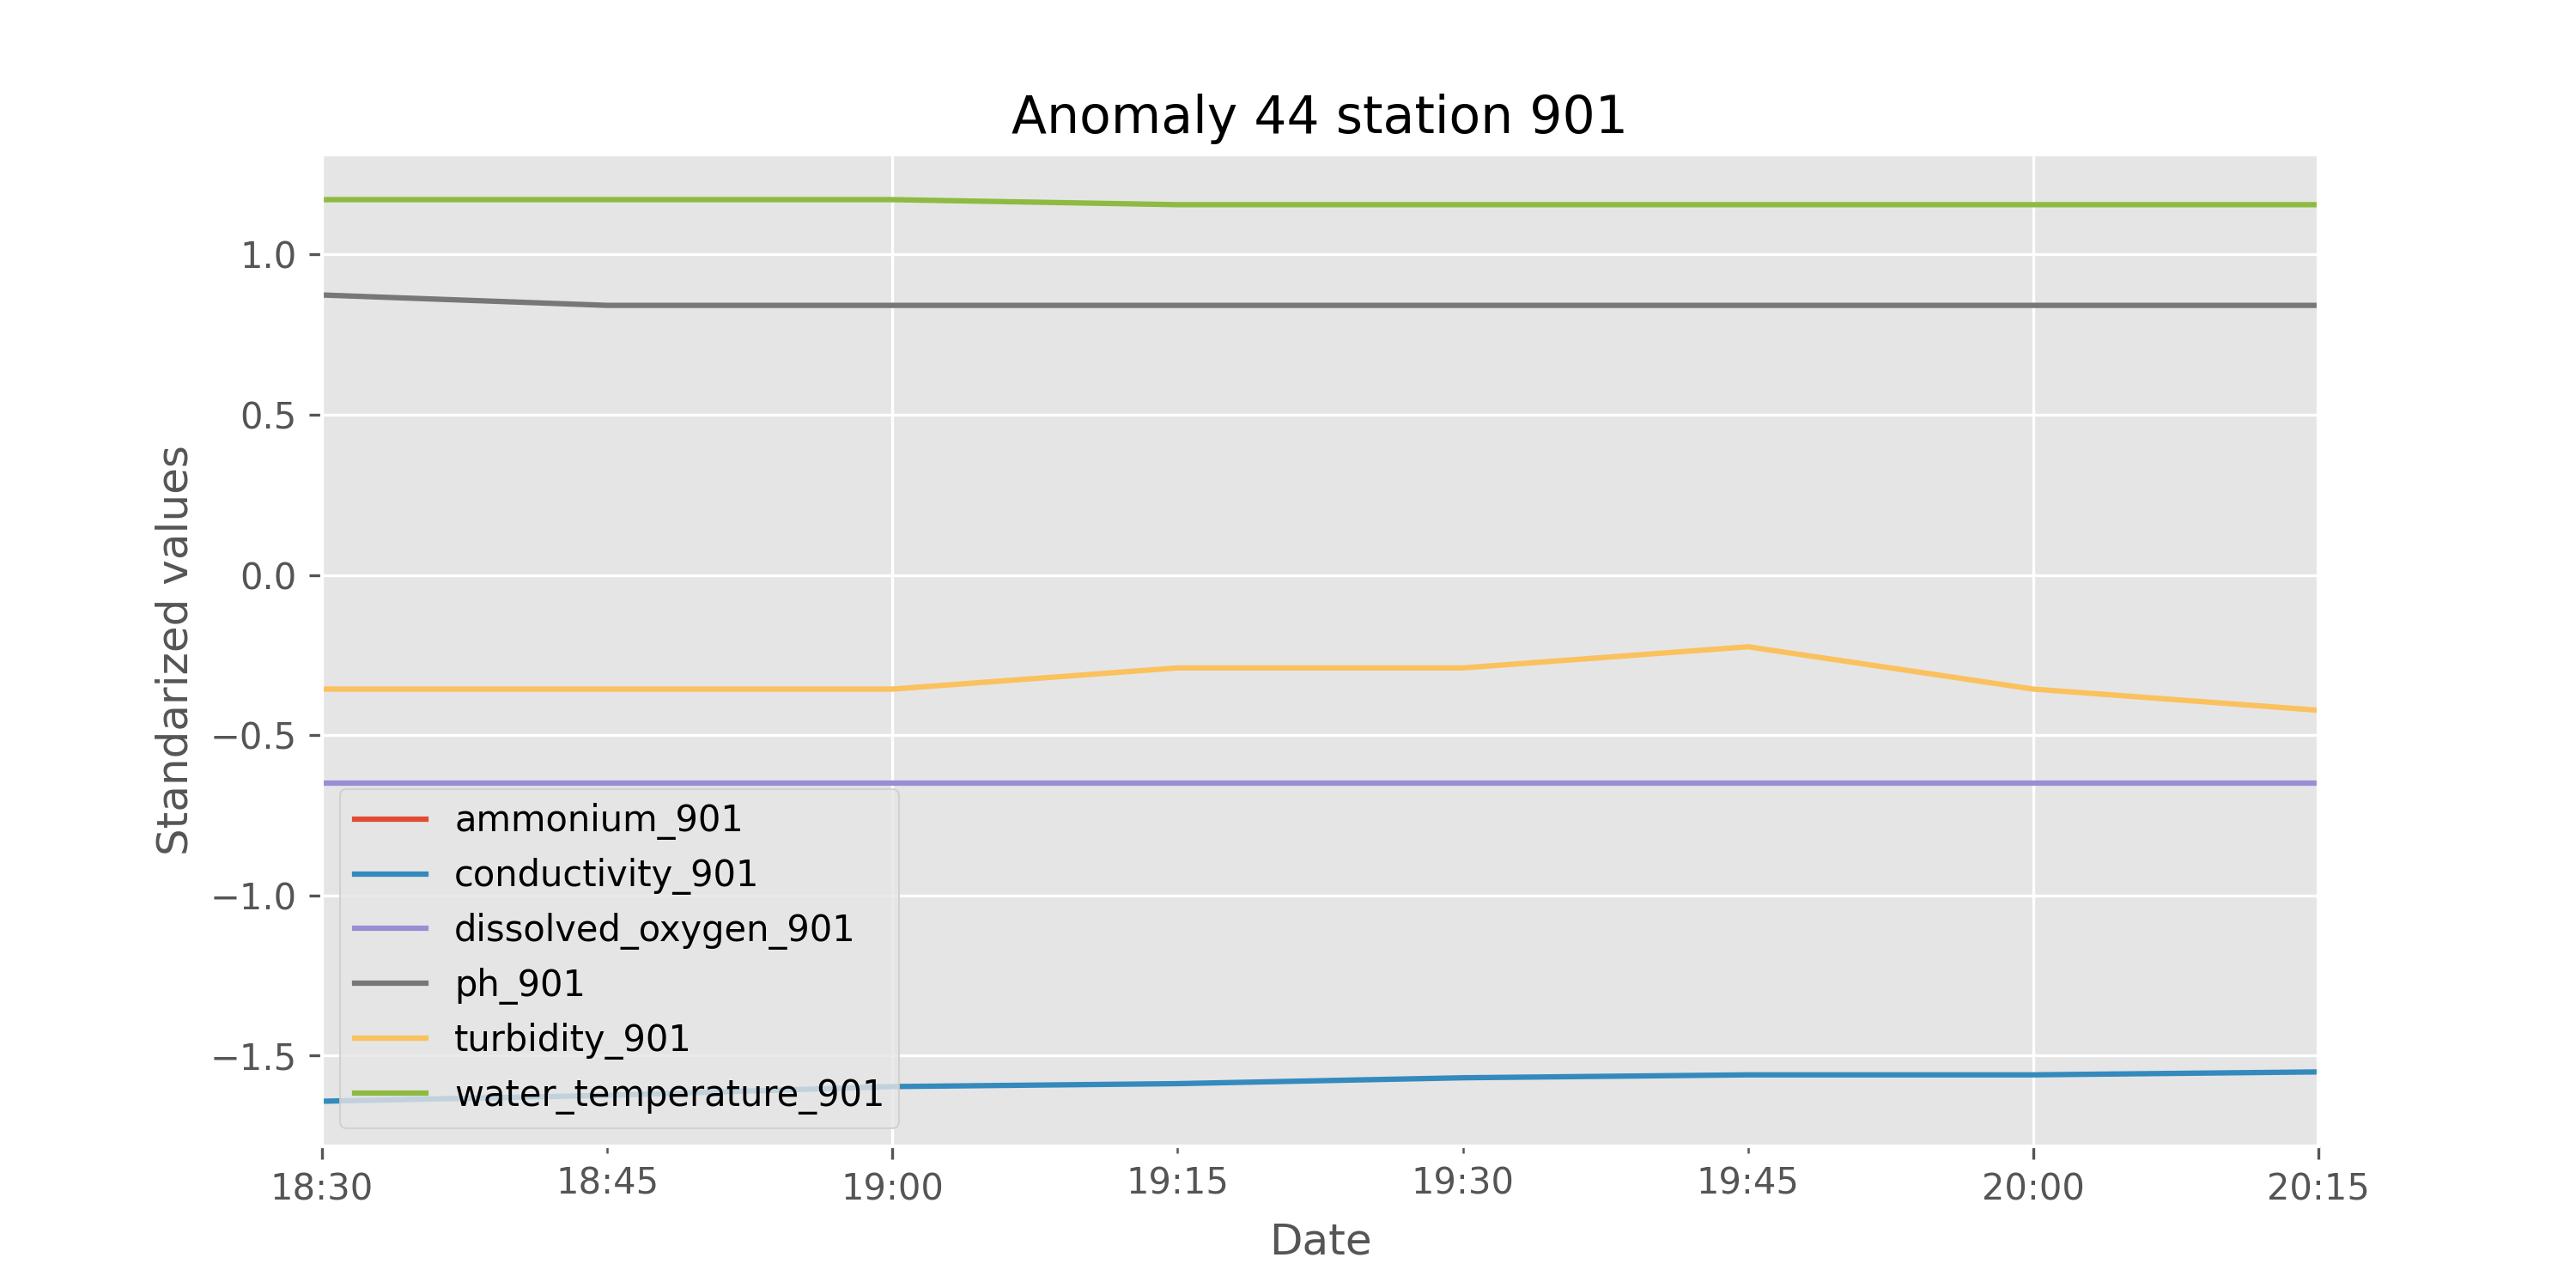 Anomaly 44 station 901
Standarized values
1.0
0.5
0.0
−0.5
−1.0
−1.5
ammonium_901
conductivity_901
dissolved_oxygen_901
ph_901
turbidity_901
water_temperature_901
18:30 18:45 19:00 19:15 19:30 19:45 20:00 20:15
Date